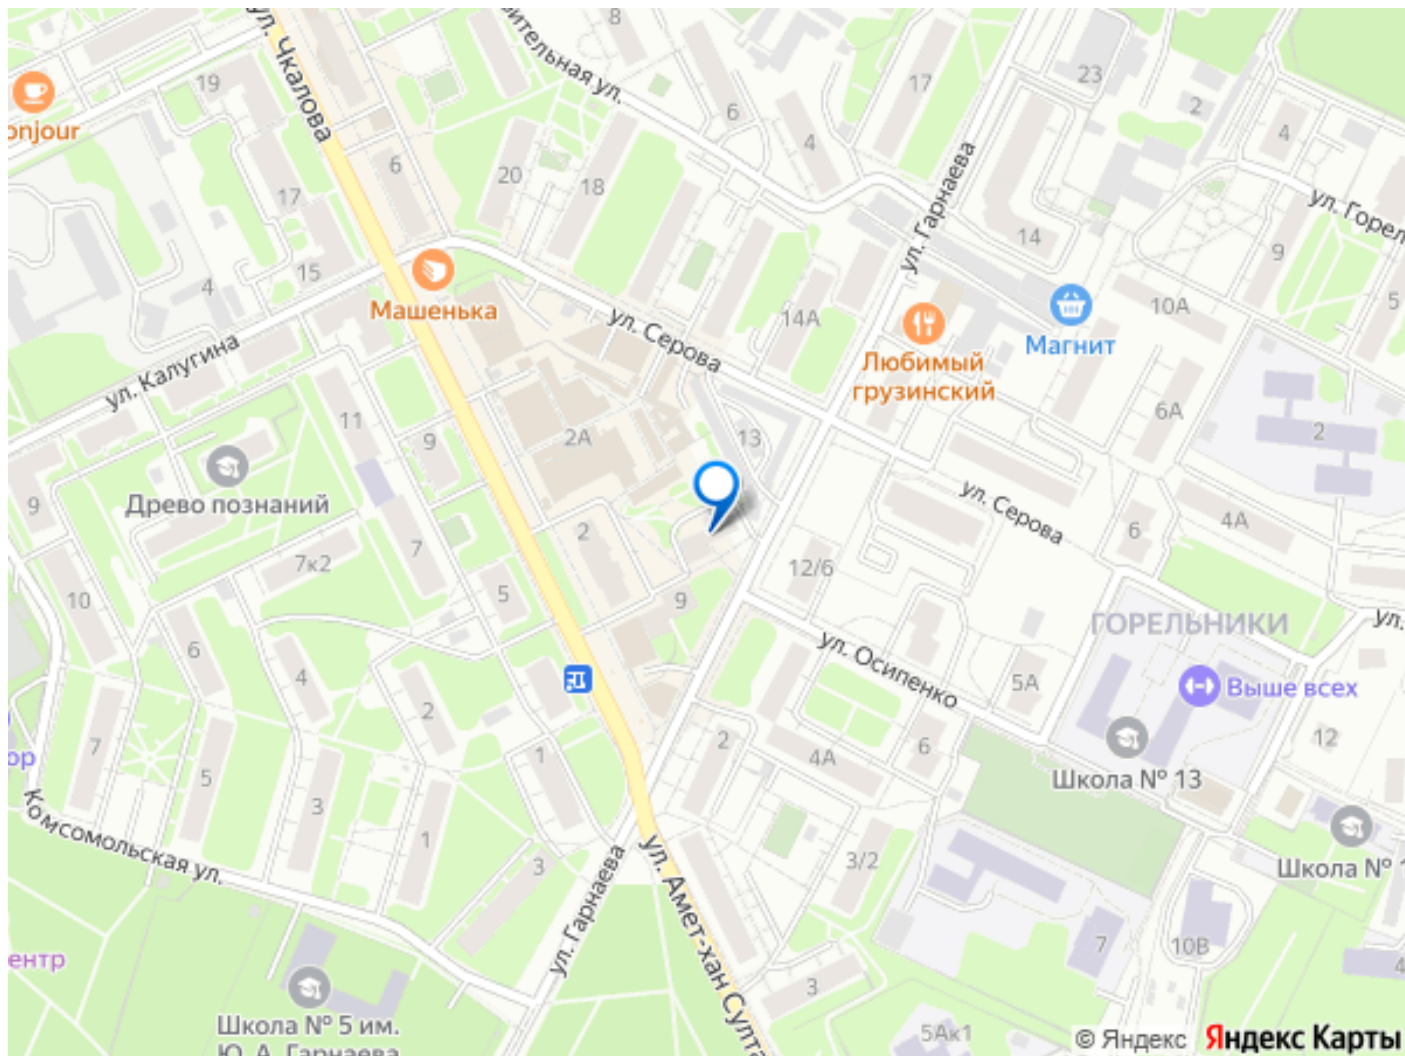 8
ул. Чкалова
19
onjour
17
23
2
6
4
4
6
20
18
17
ул. Гарнаева
ул. Горел
14
9
15
4
Машенька
ул. Серова
14А
10А
5
Магнит
Любимый
грузинский
ул. Калугина
11
9
2А
13
6А
2
Древо познаний
9
ул. Серова
7
2
6
4А
7к2
12/6
10
5
9
ГОРЕЛЬНИКИ
ул.
6
ул. Осипенко
4
5А
Выше всех
2
7
ор
5
1
2
4А
6
12
Школа № 13
3
1
Комсомольская ул.
3
ул. Гарнаева
ул. Амет-хан Султа
3/2
Школа №
7
10В
ентр
4
3
Школа № 5 им.
Ю. А. Гарнаева
5Ак1
© Яндекс Яндекс Карты